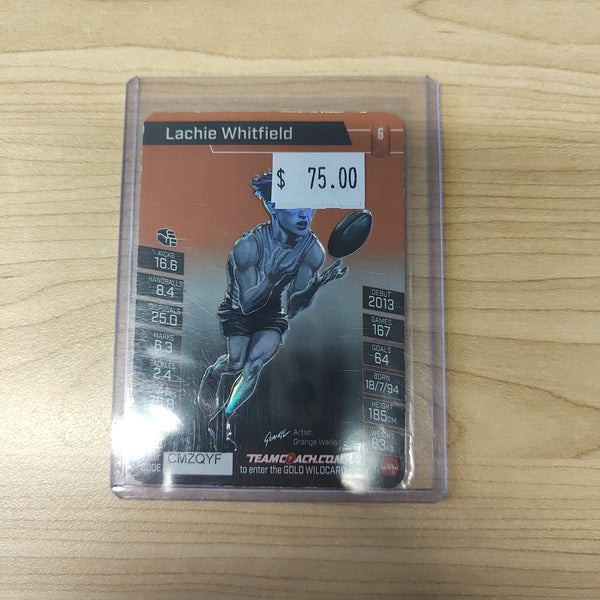 Lachie Whitfield
6
$ 75.00
KICKS
16.6
HANDBALLS
8.4
DISPOSALS
25.0
MARKS
6.3
2.4
DEBUT
2013
GAMES
167
GOALS
64
BORN
18/7/94
HEIGHT
185CM
83
Artist:
Grange Wallis
CODE
CMZQYF
TEAMCOACH.COM
to enter the GOLD WILDCARD